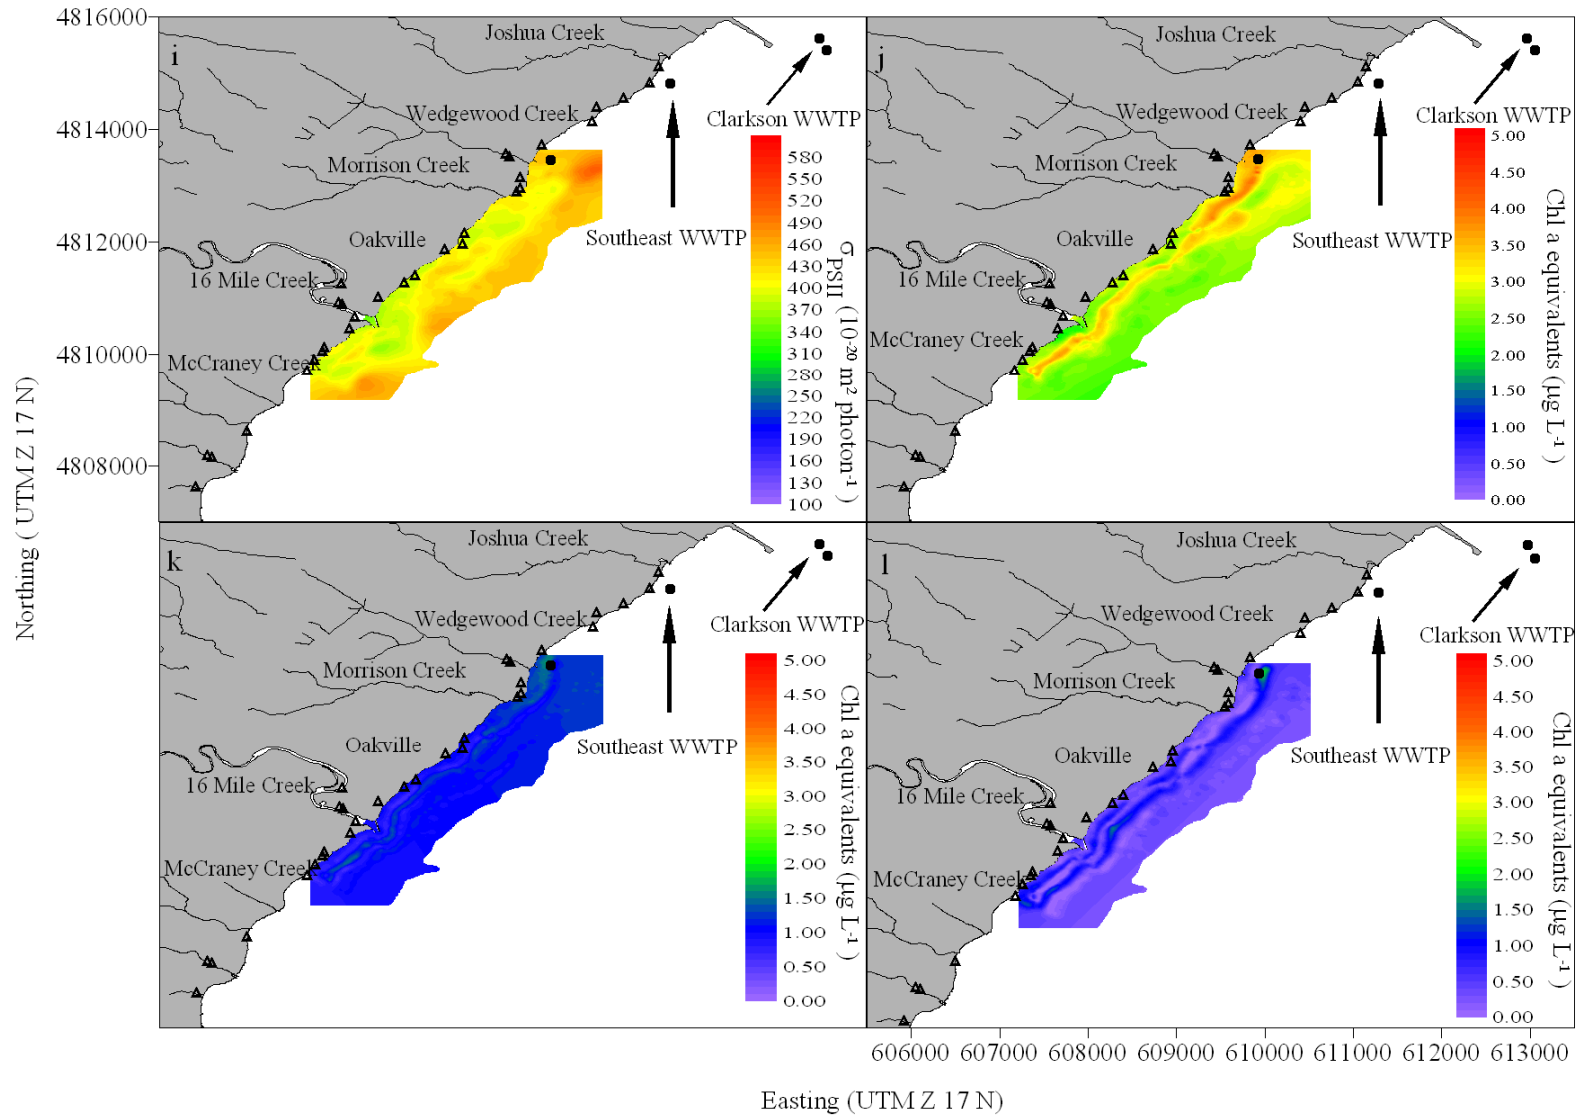 4816000
4814000
4812000
4810000
4808000
Northing ( UTM Z 17 N)
i
Joshua Creek
Wedgewood Creek
Clarkson WWTP
Morrison Creek
Oakville
Southeast WWTP
16 Mile Creek
McCraney Creek
580
550
520
490
460
430
400
370
340
310
280
250
220
190
160
130
100
σ PSII (10-20 m² photon-1)
j
Joshua Creek
Wedgewood Creek
Clarkson WWTP
Morrison Creek
Oakville
Southeast WWTP
16 Mile Creek
McCraney Creek
5.00
4.50
4.00
3.50
3.00
2.50
2.00
1.50
1.00
0.50
0.00
Chl a equivalents (µg L-1)
k
Joshua Creek
Wedgewood Creek
Clarkson WWTP
Morrison Creek
Oakville
Southeast WWTP
16 Mile Creek
McCraney Creek
5.00
4.50
4.00
3.50
3.00
2.50
2.00
1.50
1.00
0.50
0.00
Chl a equivalents (µg L-1)
l
Joshua Creek
Wedgewood Creek
Clarkson WWTP
Morrison Creek
Oakville
Southeast WWTP
16 Mile Creek
McCraney Creek
5.00
4.50
4.00
3.50
3.00
2.50
2.00
1.50
1.00
0.50
0.00
Chl a equivalents (µg L-1)
606000 607000 608000 609000 610000 611000 612000 613000
Easting (UTM Z 17 N)